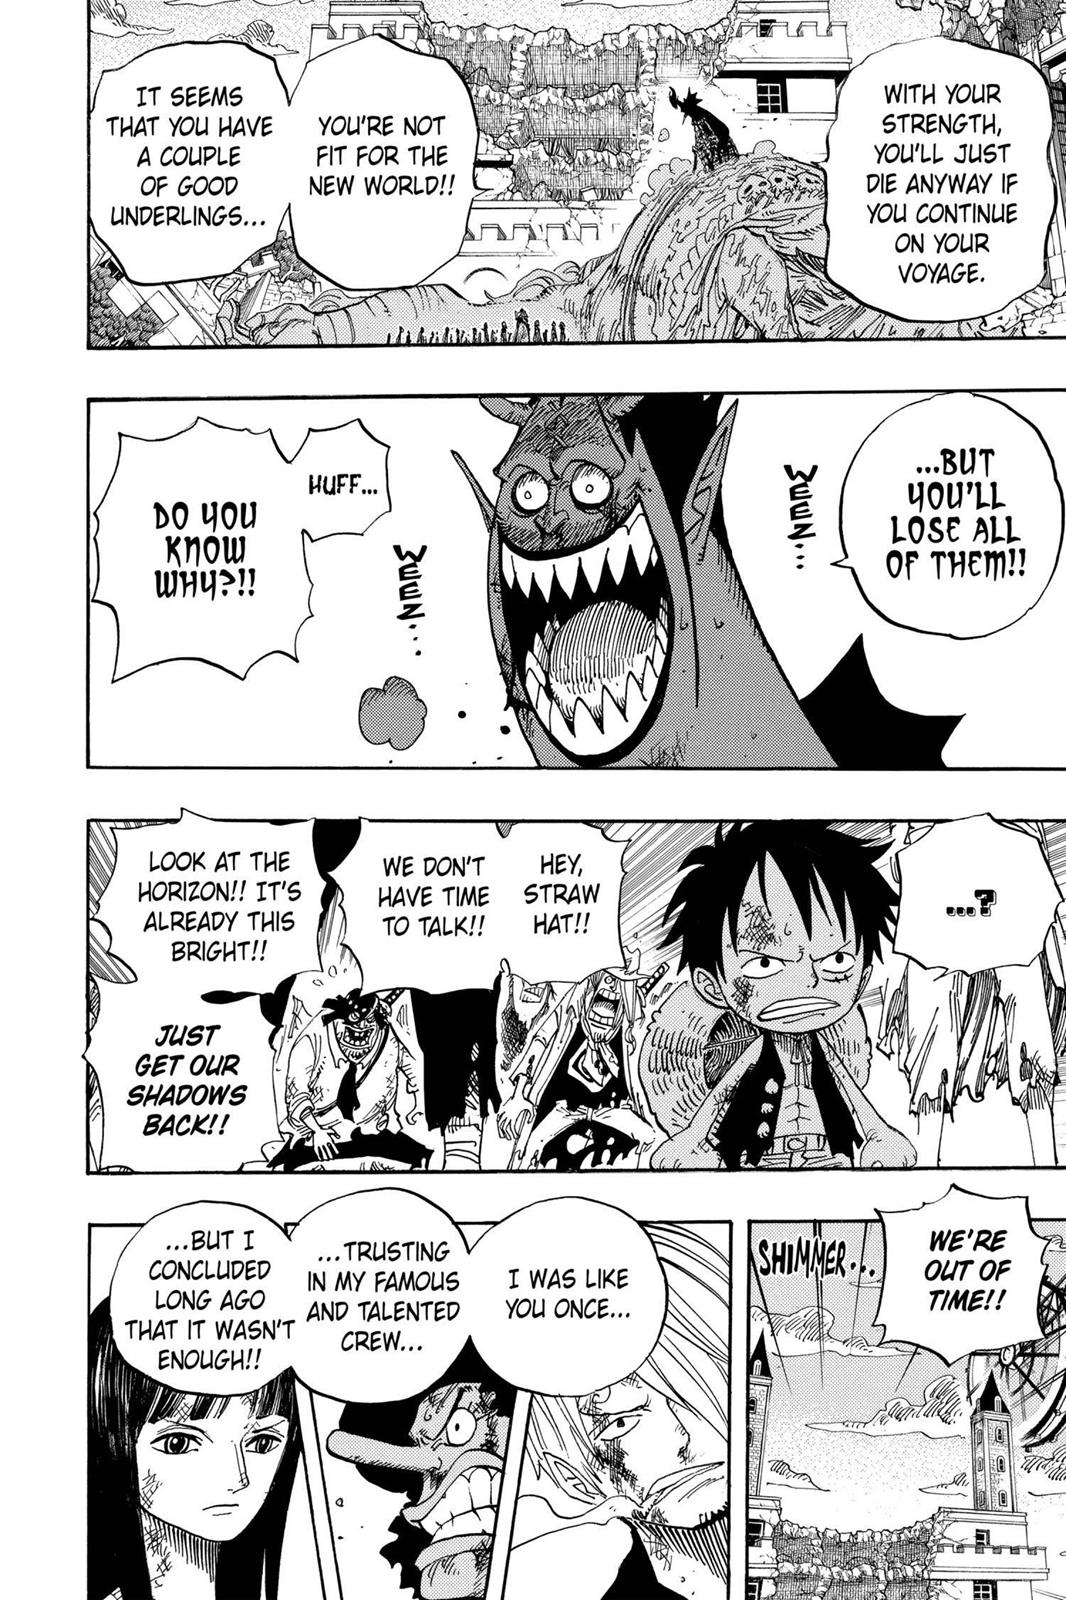 WITH YOUR
STRENGTH,
YOU'LL JUST
DIE ANYWAY IF
YOU CONTINUE
ON YOUR
VOYAGE.
YOU'RE NOT
FIT FOR THE
NEW WORLD!!
IT SEEMS
THAT YOU HAVE
A COUPLE
OF GOOD
UNDERLINGS...
...BUT
YOU'LL
LOSE ALL
OF THEM!!
WEEZ...
WEEZ...
HUFF...
DO YOU
KNOW
WHY?!!
...?
HEY,
STRAW
HAT!!
WE DON'T
HAVE TIME
TO TALK!!
LOOK AT THE
HORIZON!! IT'S
ALREADY THIS
BRIGHT!!
JUST
GET OUR
SHADOWS
BACK!!
WE'RE
OUT OF
TIME!!
SHIMMER...
I WAS LIKE
YOU ONCE...
...TRUSTING
IN MY FAMOUS
AND TALENTED
CREW...
...BUT I
CONCLUDED
LONG AGO
THAT IT WASN'T
ENOUGH!!